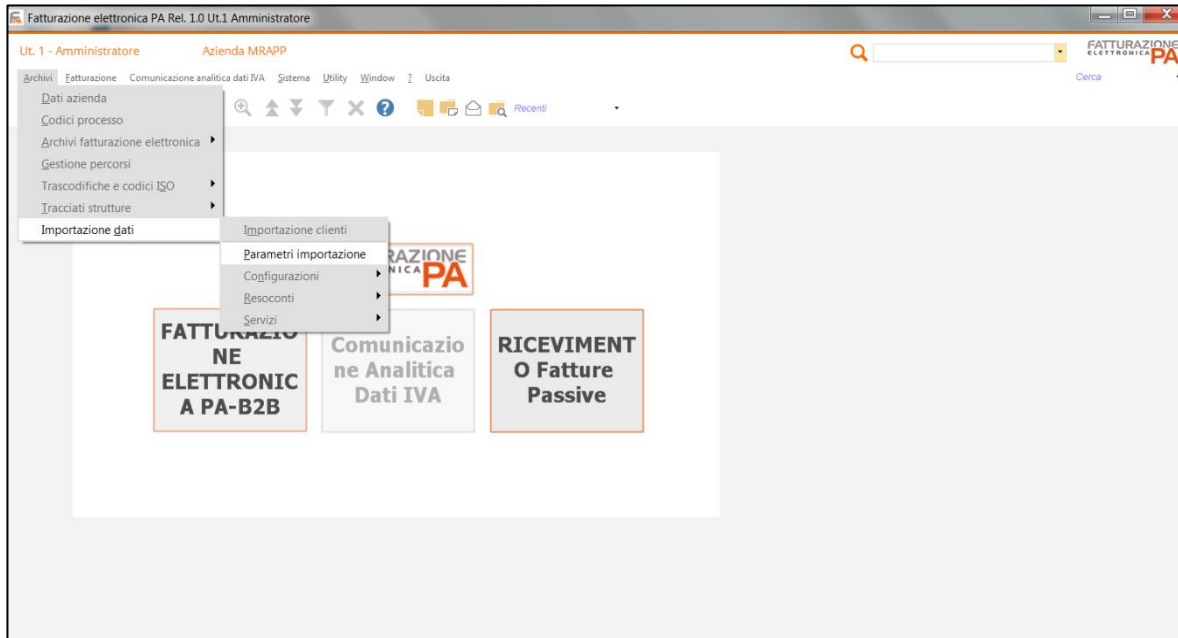 Fatturazione elettronica PA Rel. 1.0 Ut.1 Amministratore
Ut. 1 - Amministratore Azienda MRAPP
FATTURAZIONE
ELETTRONICA PA
Archivi Fatturazione Comunicazione analitica dati IVA Sistema Utility Window ? Uscita
Cerca
Recenti
Dati azienda
Codici processo
Archivi fatturazione elettronica
Gestione percorsi
Trascodifiche e codici ISO
Tracciati strutture
Importazione dati
Importazione clienti
Parametri importazione
Configurazioni
Resoconti
Servizi
RAZIONE
NICA PA
FATTURAZIO
NE
ELETTRONIC
A PA-B2B
Comunicazio
ne Analitica
Dati IVA
RICEVIMENT
O Fatture
Passive